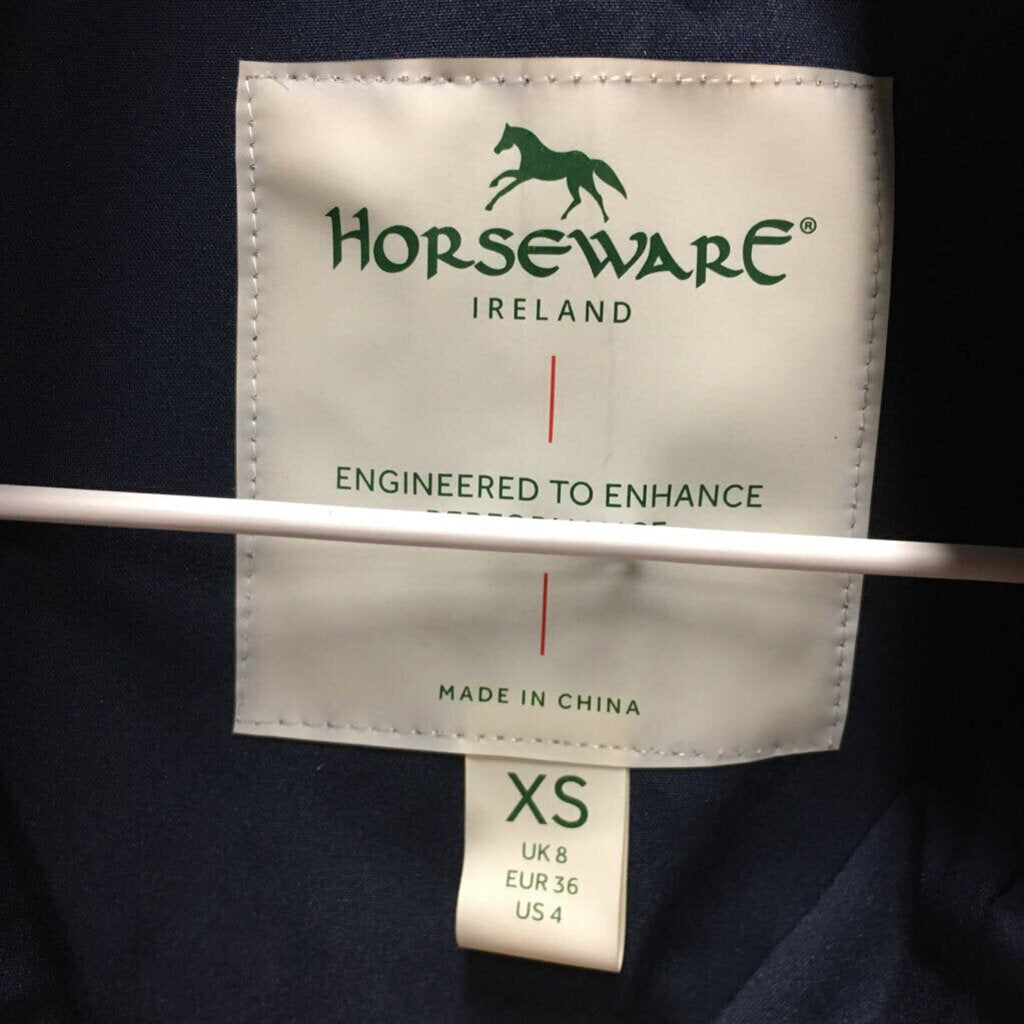 HORSEWARE®
IRELAND
ENGINEERED TO ENHANCE
MADE IN CHINA
XS
UK 8
EUR 36
US 4